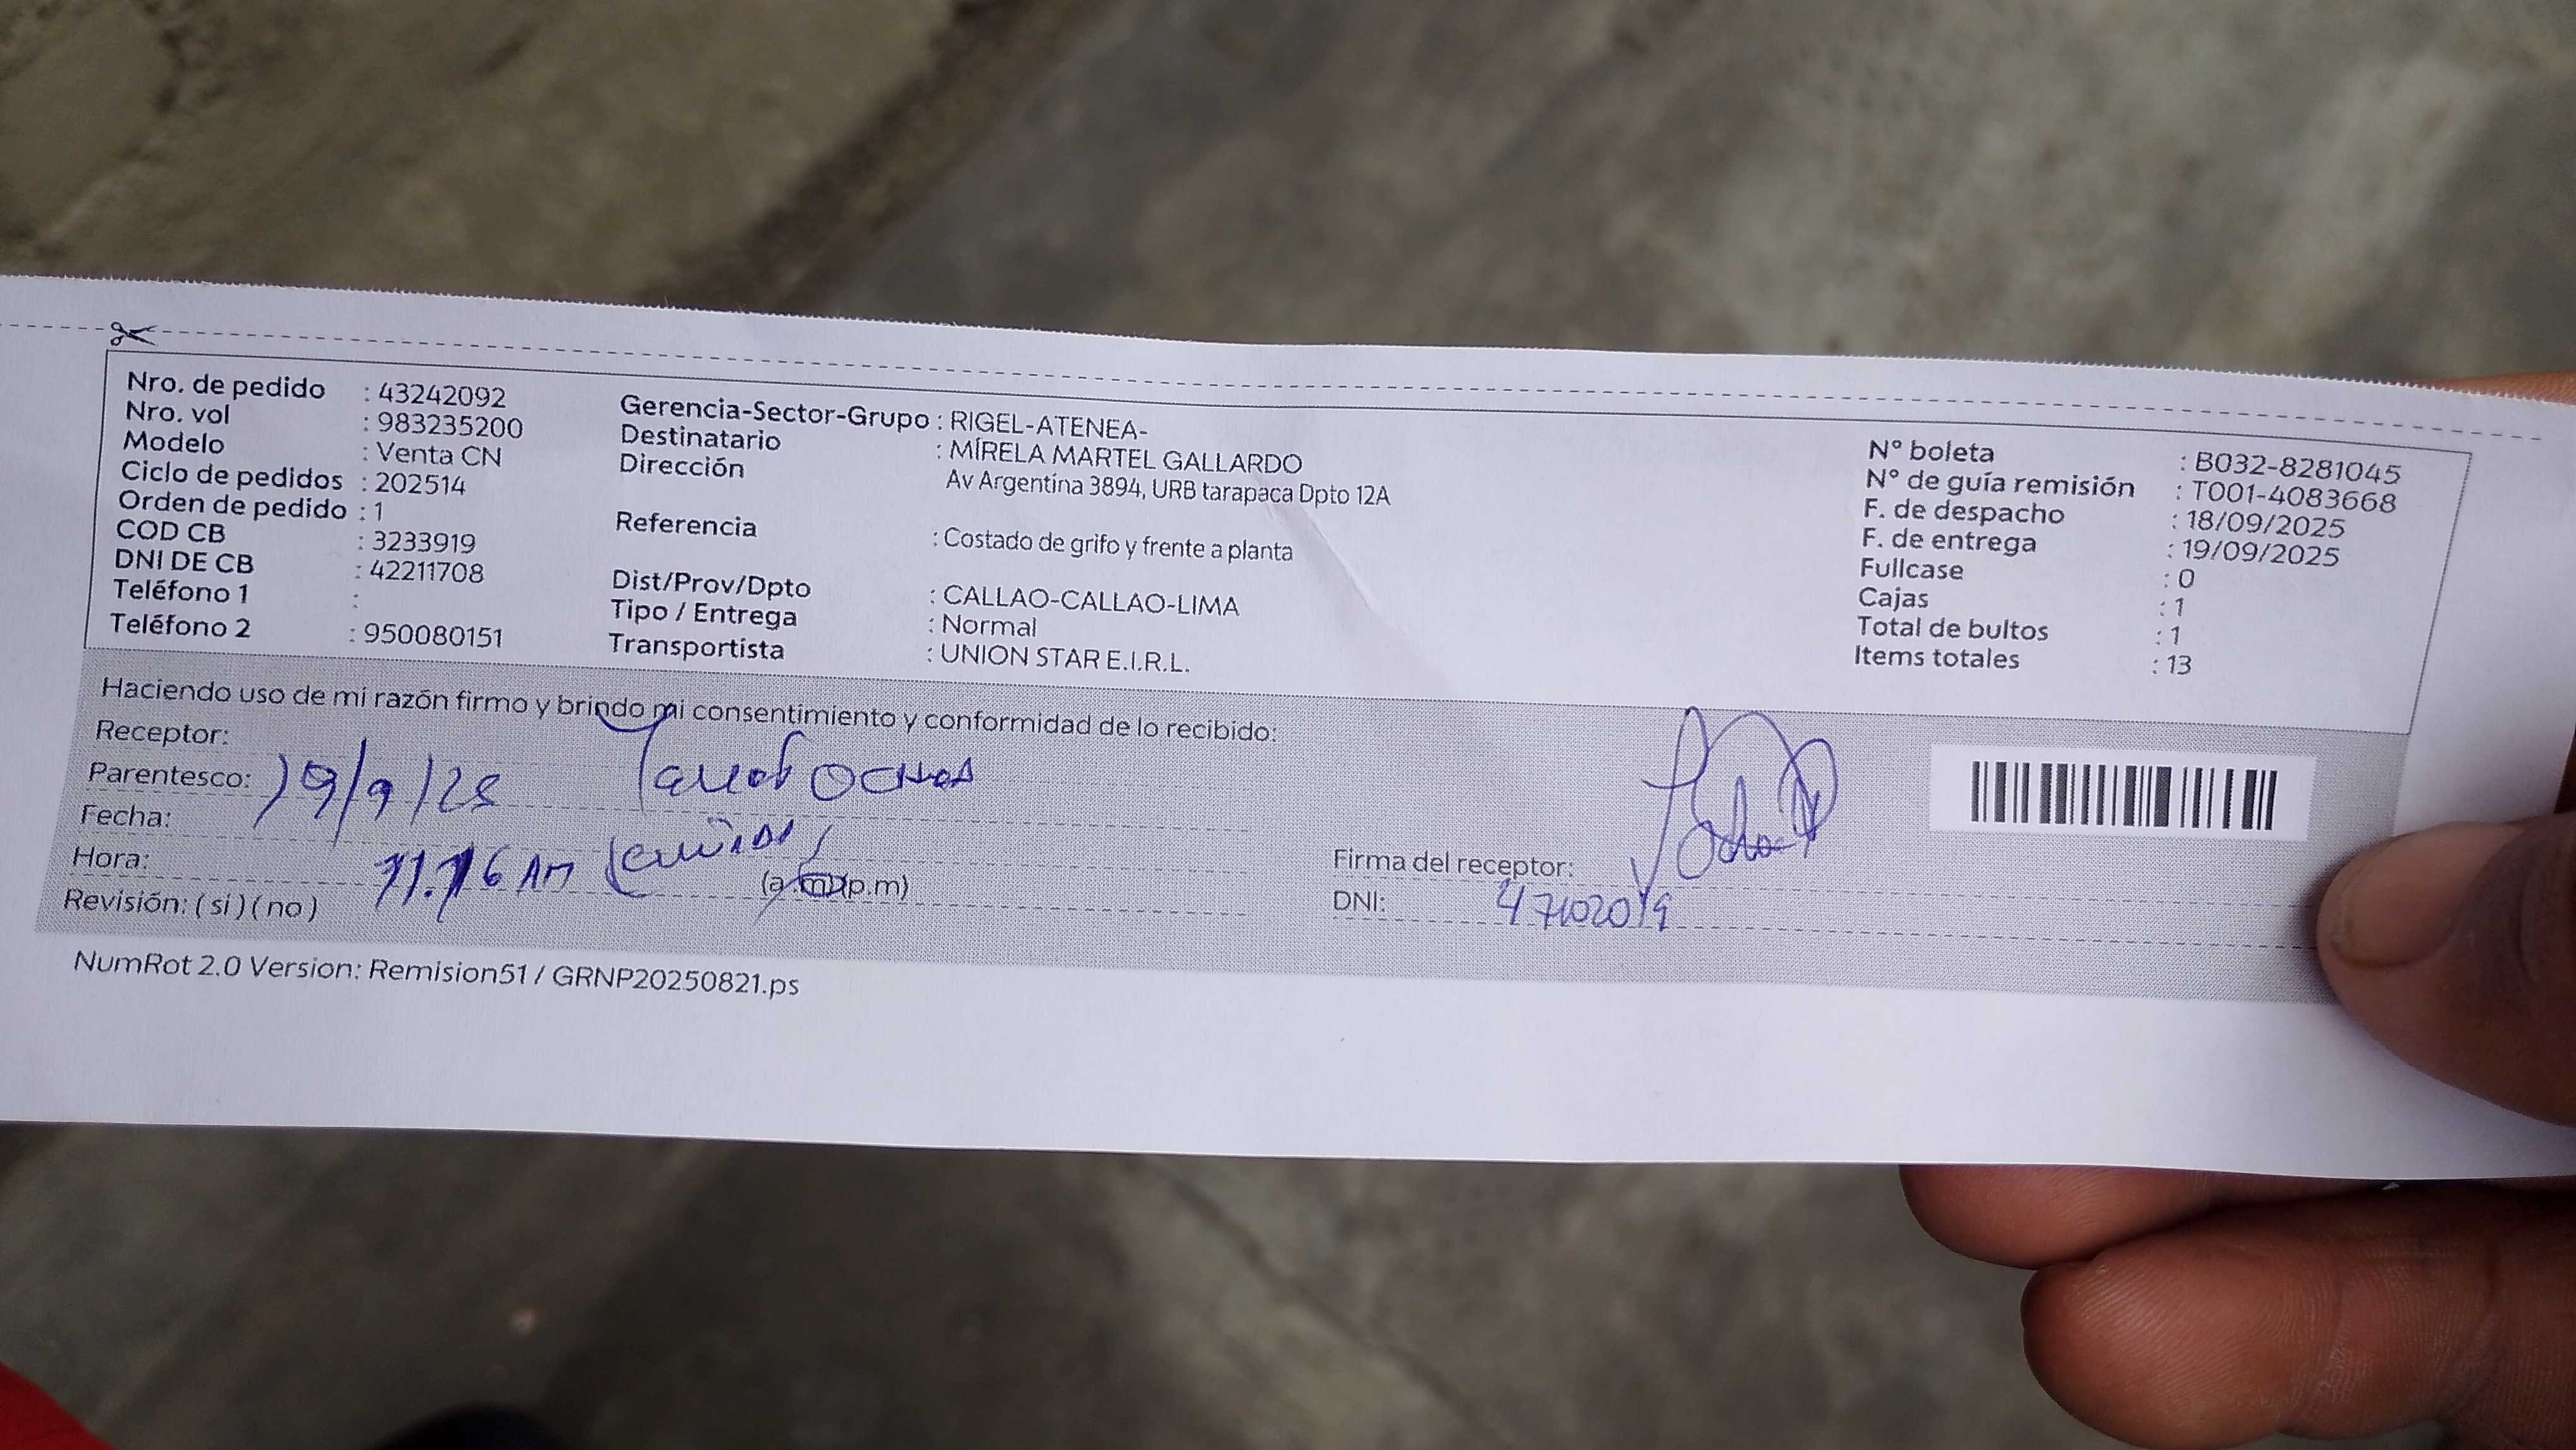 Nro. de pedido : 43242092
Nro. vol : 983235200
Modelo : Venta CN
Ciclo de pedidos : 202514
Orden de pedido : 1
COD CB : 3233919
DNI DE CB : 42211708
Teléfono 1 :
Teléfono 2 : 950080151
Gerencia-Sector-Grupo : RIGEL-ATENEA-
Destinatario : MÍRELA MARTEL GALLARDO
Dirección Av Argentina 3894, URB tarapaca Dpto 12A
Referencia : Costado de grifo y frente a planta
Dist/Prov/Dpto : CALLAO-CALLAO-LIMA
Tipo / Entrega : Normal
Transportista : UNION STAR E.I.R.L.
N° boleta : B032-8281045
N° de guía remisión : T001-4083668
F. de despacho : 18/09/2025
F. de entrega : 19/09/2025
Fullcase : 0
Cajas : 1
Total de bultos : 1
Items totales : 13
Haciendo uso de mi razón firmo y brindo mi consentimiento y conformidad de lo recibido:
Receptor:
Parentesco: 19/9/25
Fecha:
Hora: 11.16 AM (a.m)(p.m)
Revisión: ( si ) ( no )
Firma del receptor:
DNI:
NumRot 2.0 Version: Remision51 / GRNP20250821.ps